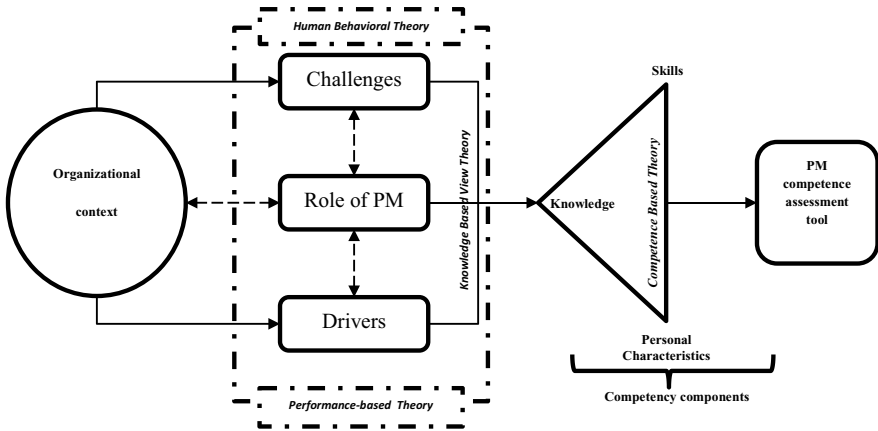 Human Behavioral Theory
Challenges
Skills
Organizational
context
Role of PM
Knowledge Based View Theory
Knowledge
Competence Based Theory
PM
competence
assessment
tool
Drivers
Personal
Characteristics
Performance-based Theory
Competency components